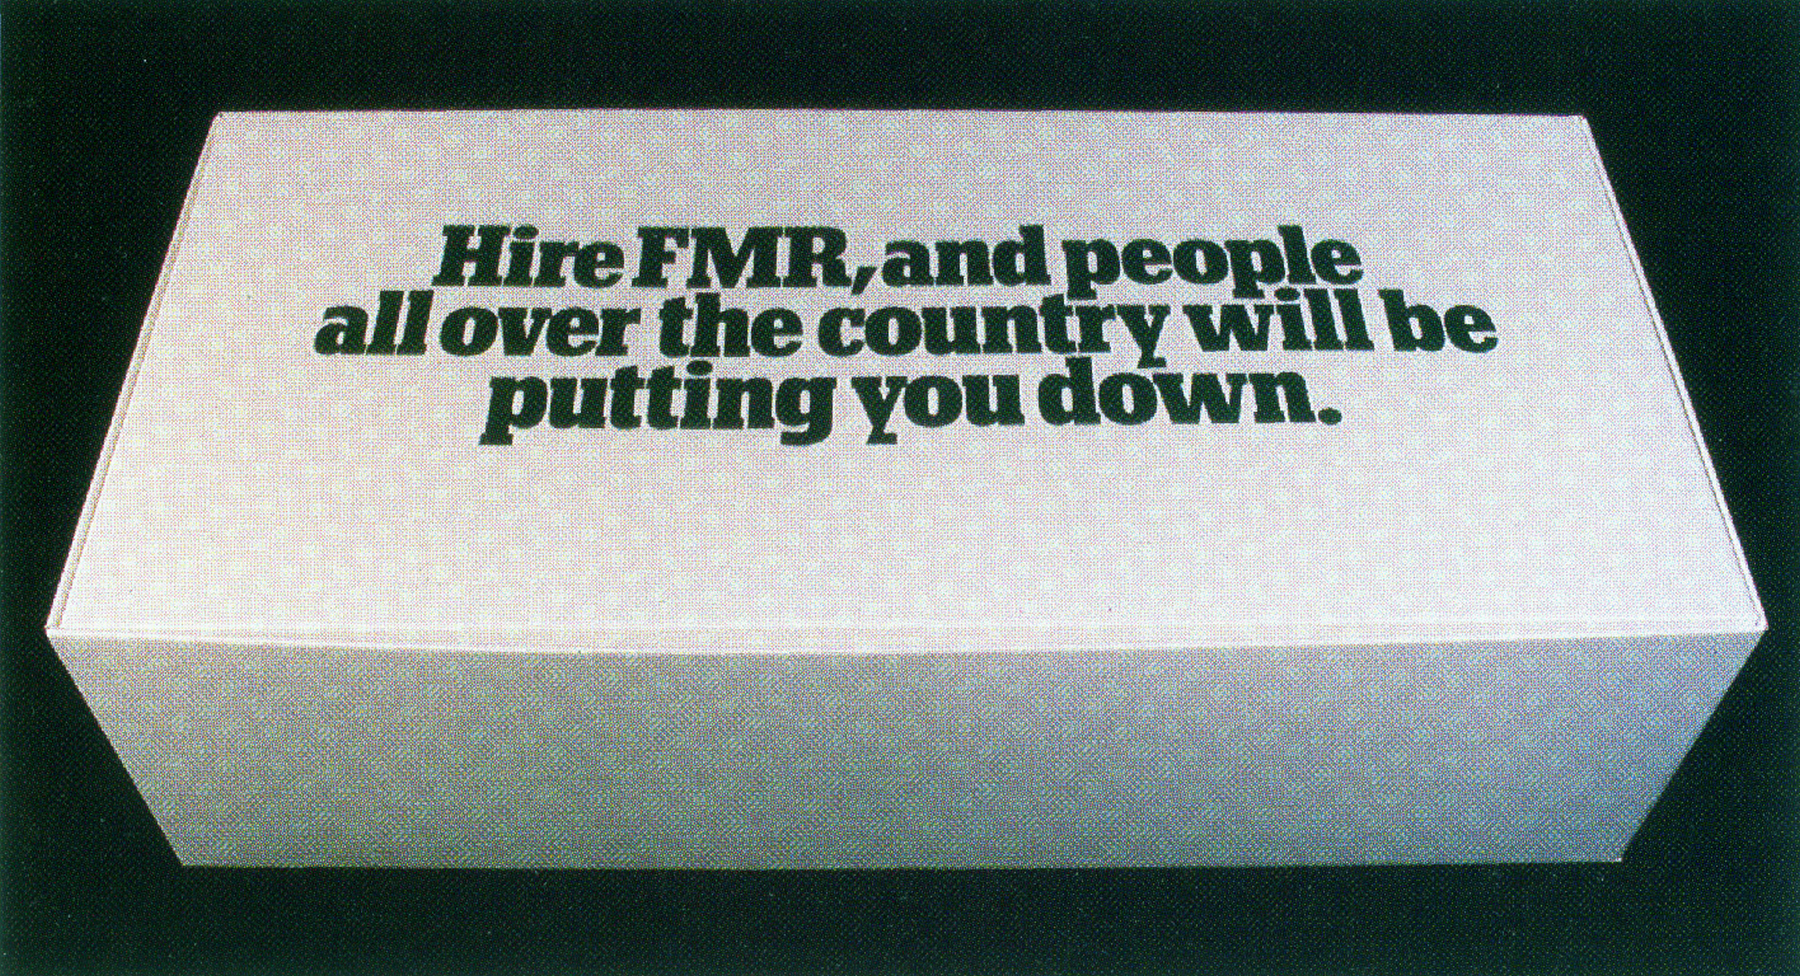 Hire FMR, and people
all over the country will be
putting you down.